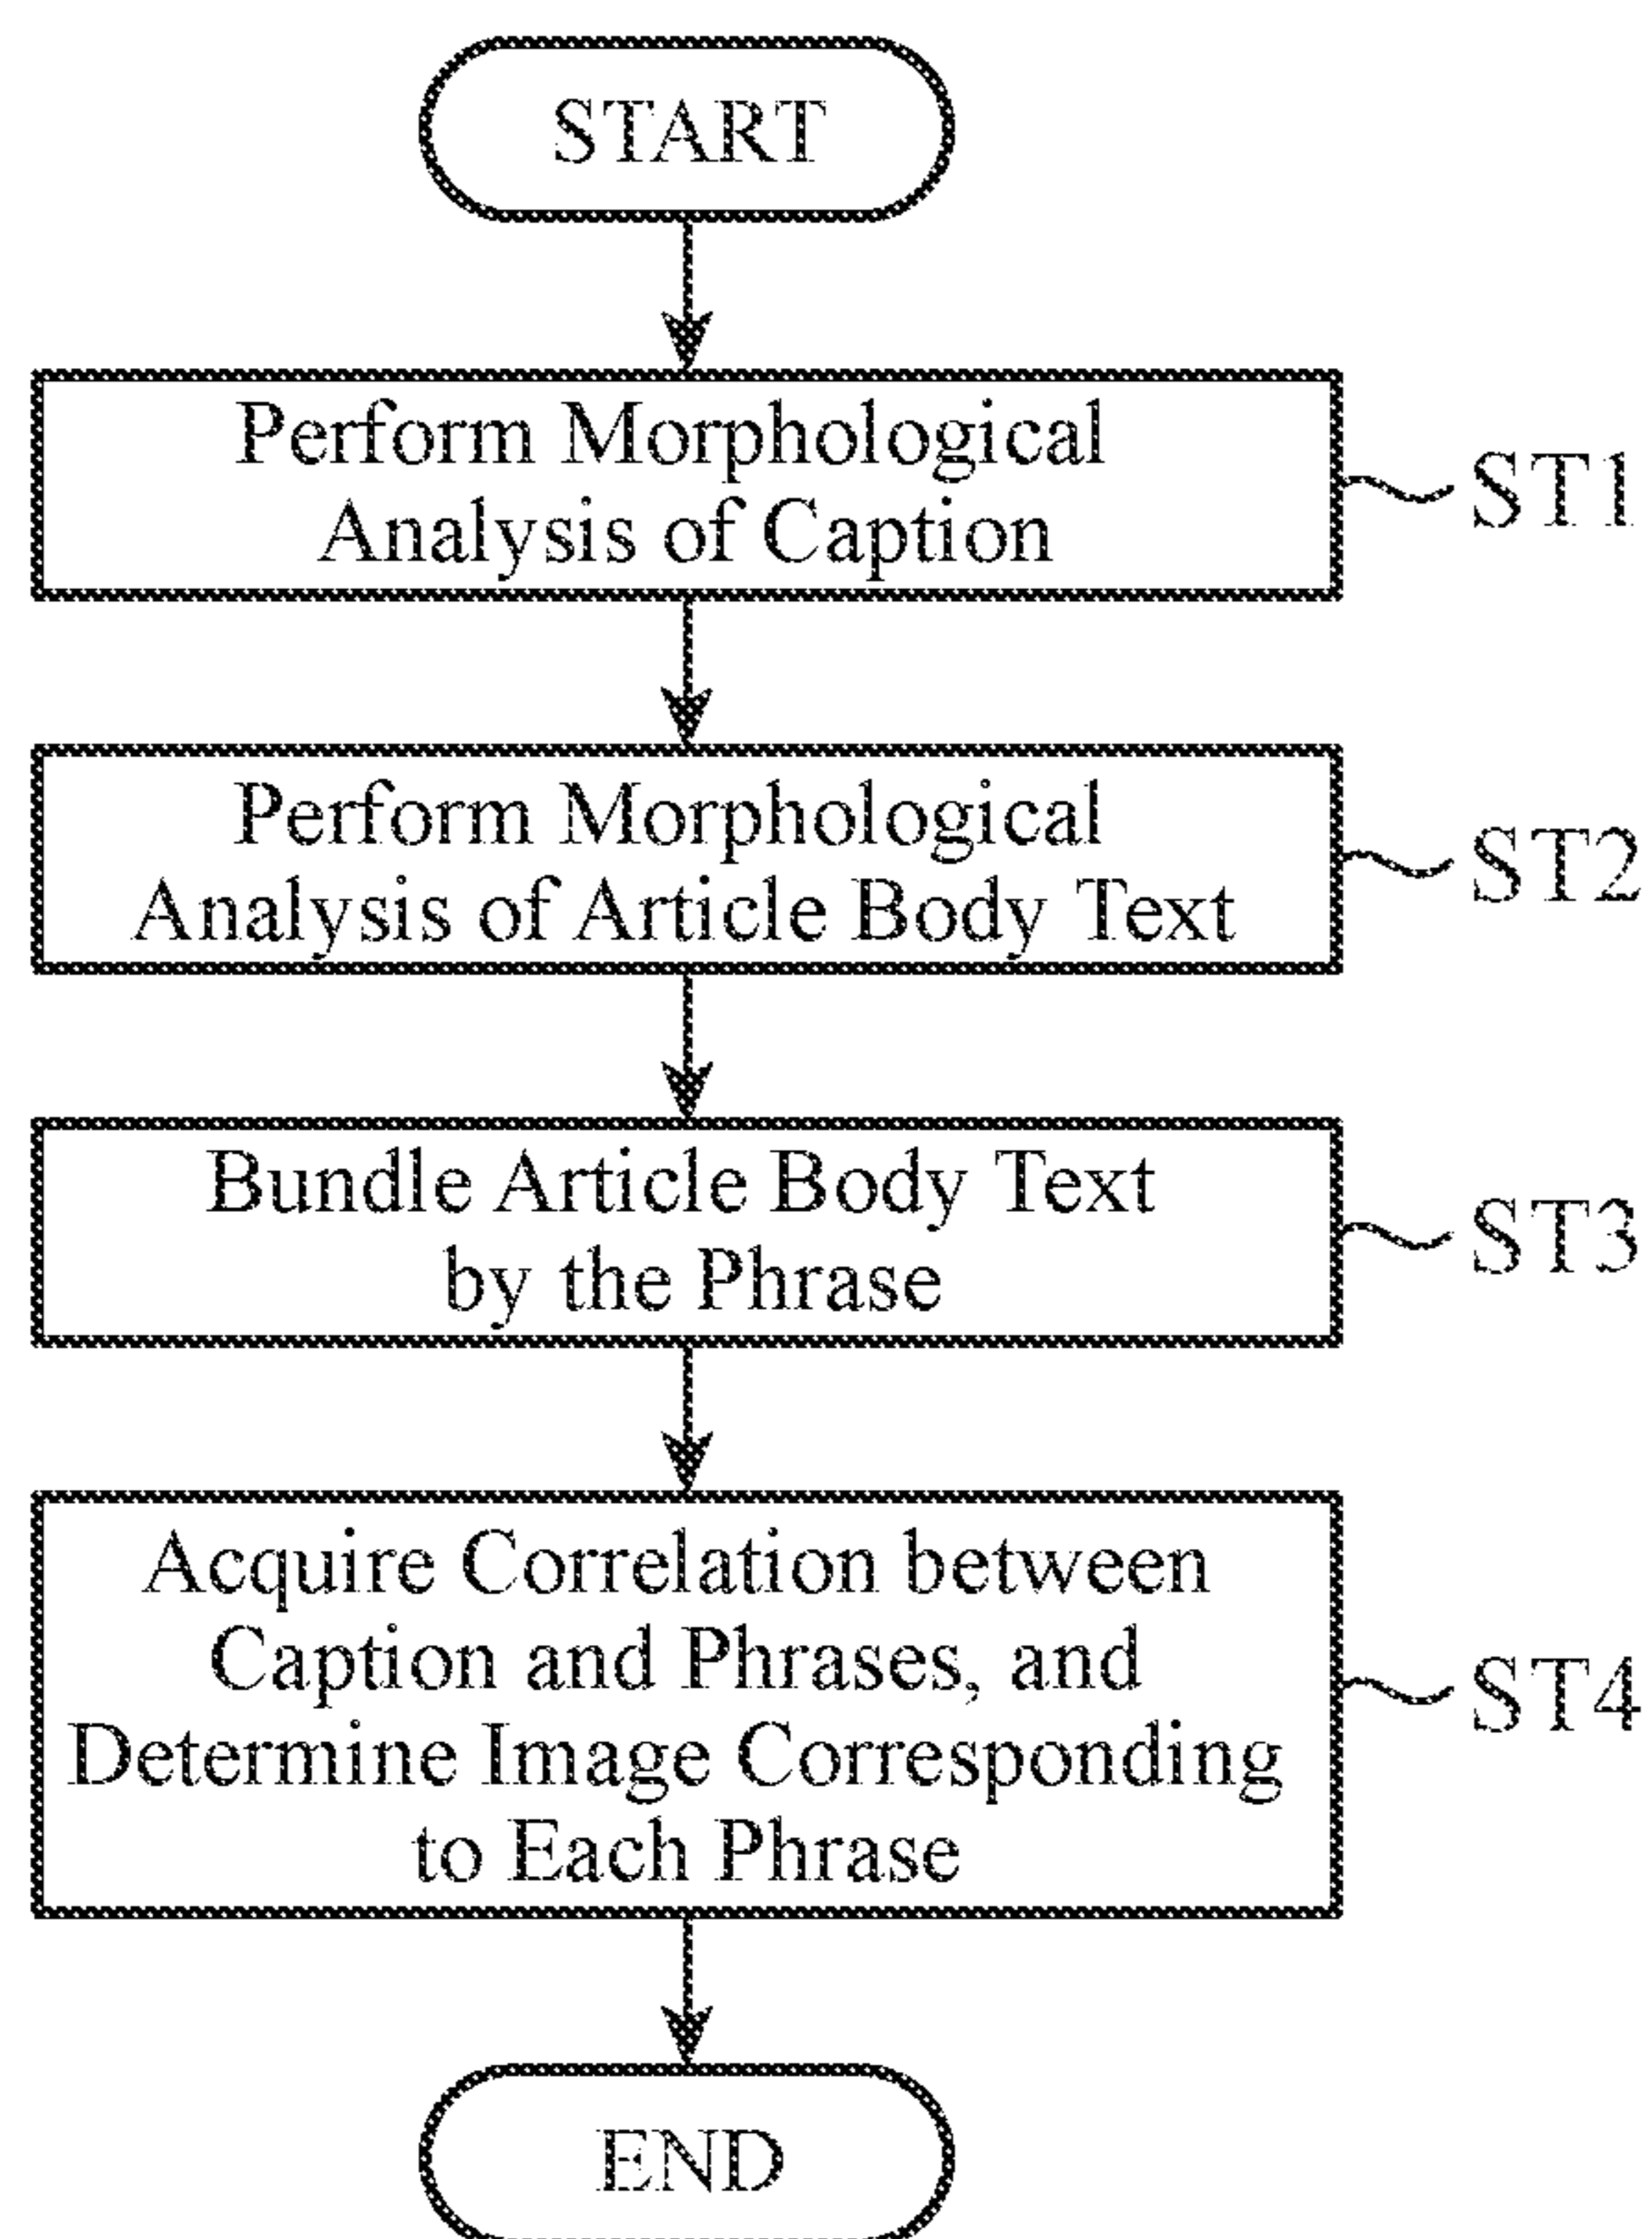 START
Perform Morphological
Analysis of Caption
ST1
Perform Morphological
Analysis of Article Body Text
ST2
Bundle Article Body Text
by the Phrase
ST3
Acquire Correlation between
Caption and Phrases, and
Determine Image Corresponding
to Each Phrase
ST4
END